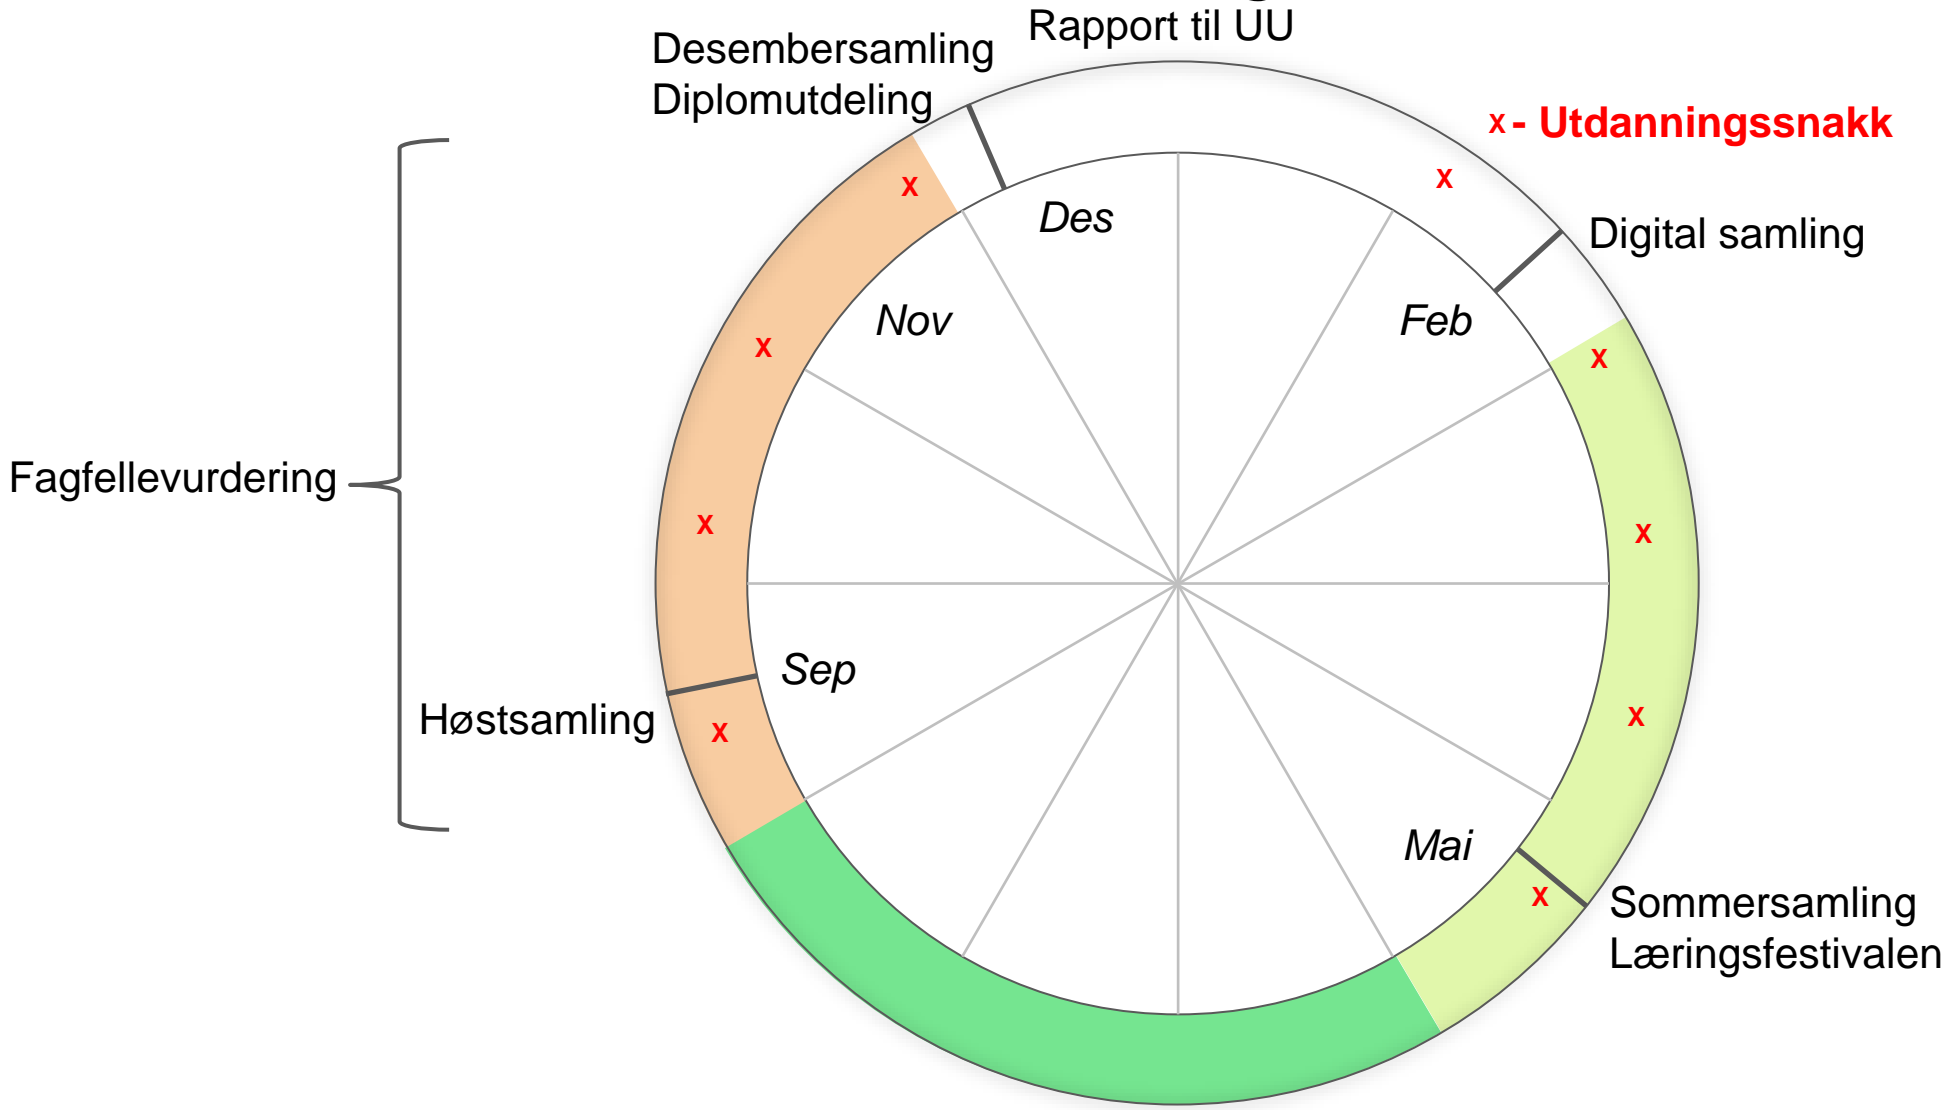 Rapport til UU
Desembersamling
Diplomutdeling
x - Utdanningssnakk
x
x
Des
Digital samling
Nov
Feb
x
x
Fagfellevurdering
x
x
Sep
Høstsamling
x
x
Mai
x
Sommersamling
Læringsfestivalen